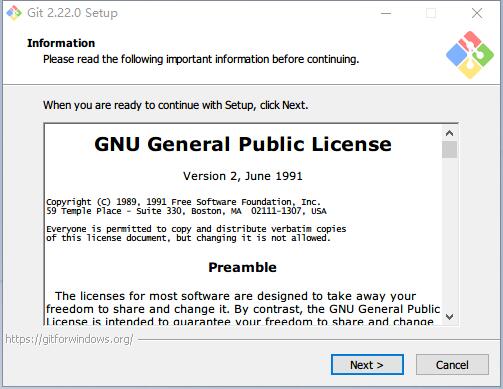 Git 2.22.0 Setup
Information
Please read the following important information before continuing.
When you are ready to continue with Setup, click Next.
GNU General Public License
Version 2, June 1991
Copyright (C) 1989, 1991 Free Software Foundation, Inc.
59 Temple Place - Suite 330, Boston, MA  02111-1307, USA
Everyone is permitted to copy and distribute verbatim copies
of this license document, but changing it is not allowed.
Preamble
The licenses for most software are designed to take away your
freedom to share and change it. By contrast, the GNU General Public
License is intended to guarantee your freedom to share and change
https://gitforwindows.org/
Next >
Cancel